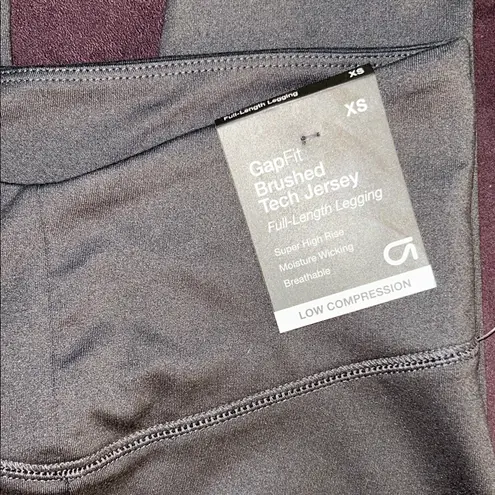 Full-Length Legging XS
XS
GapFit
Brushed
Tech Jersey
Full-Length Legging
Super High Rise
Moisture Wicking
Breathable
LOW COMPRESSION